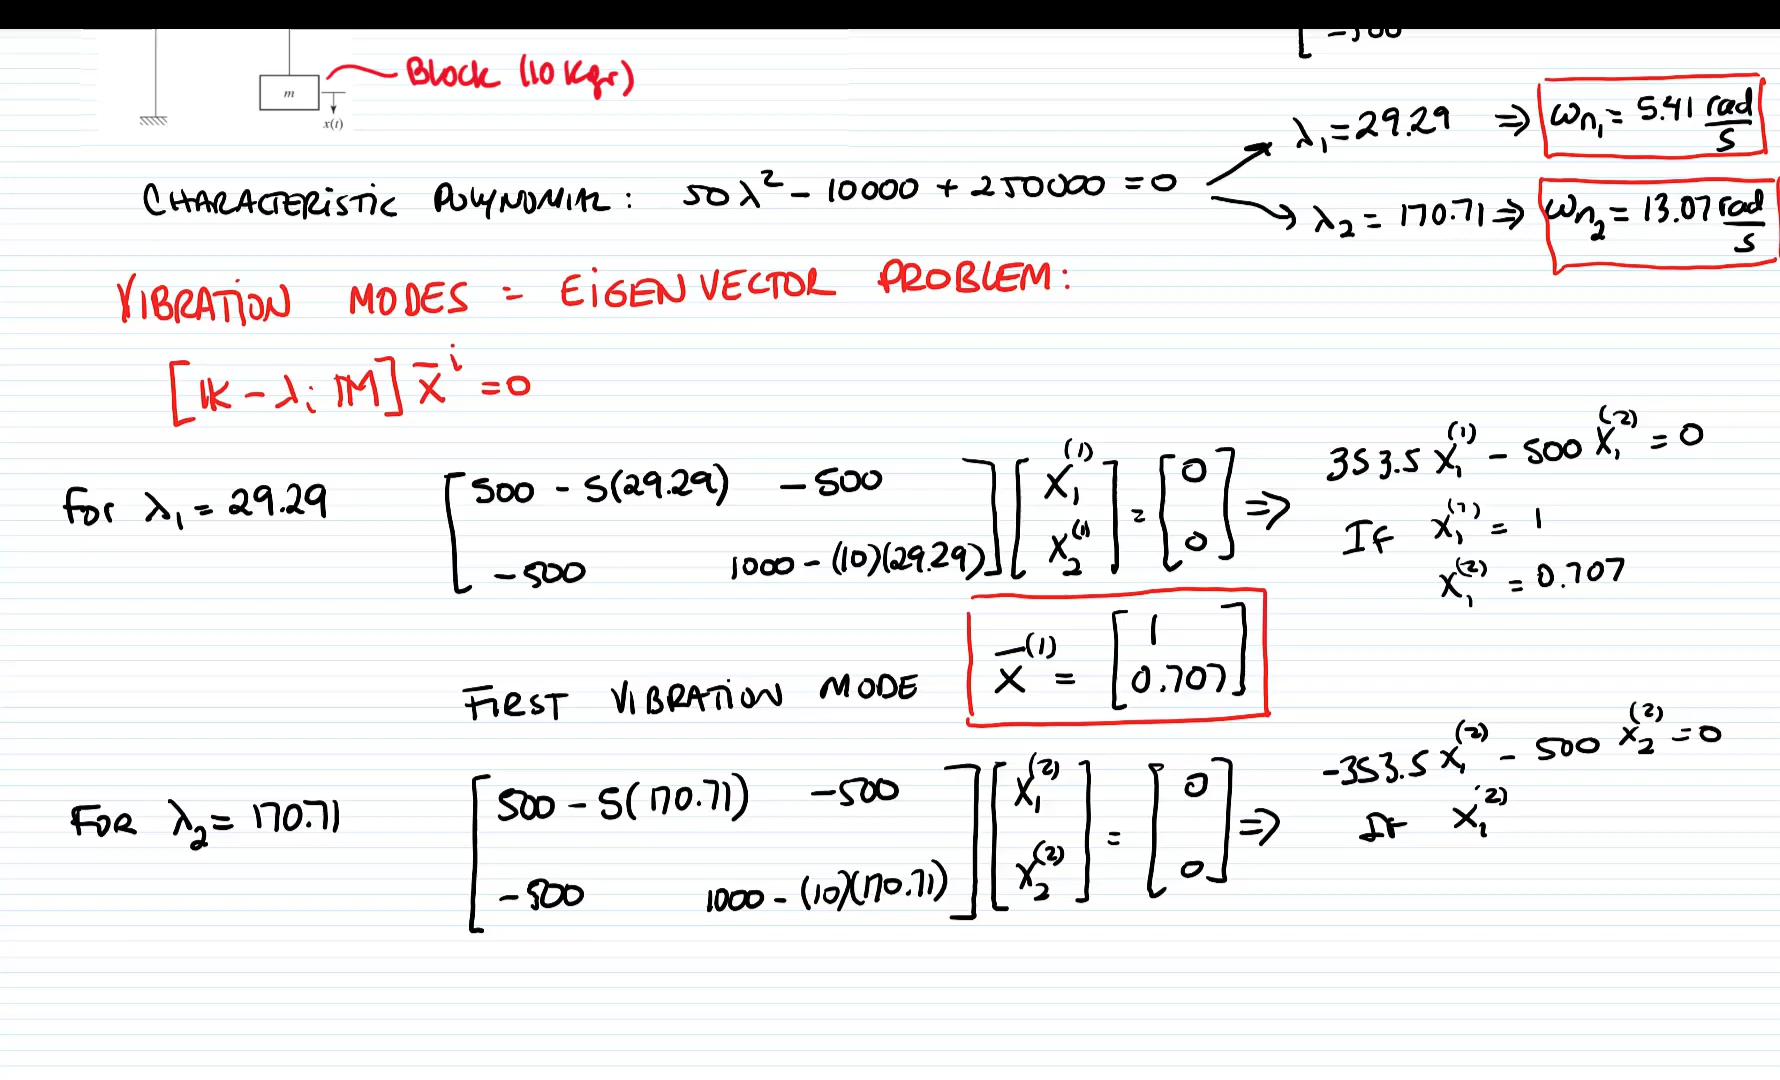 -500
Block (10 Kgr)
m
x(t)
λ₁ = 29.29 ⇒ ωn₁ = 5.41 rad/s
CHARACTERISTIC POLYNOMIAL: 50λ² - 10000 + 250000 = 0
λ₂ = 170.71 ⇒ ωn₂ = 13.07 rad/s
VIBRATION MODES = EIGENVECTOR PROBLEM:
[K - λi M] x̄^i = 0
For λ₁ = 29.29 [500 - 5(29.29) -500; -500 1000 - (10)(29.29)] [X₁^(1); X₂^(1)] = [0; 0] ⇒ 353.5 X₁^(1) - 500 X₁^(2) = 0
If X₁^(1) = 1
X₁^(2) = 0.707
FIRST VIBRATION MODE X̄^(1) = [1; 0.707]
FOR λ₂ = 170.71 [500 - 5(170.71) -500; -500 1000 - (10)(170.71)] [X₁^(2); X₂^(2)] = [0; 0] ⇒ -353.5 X₁^(2) - 500 X₂^(2) = 0
If X₁^(2)